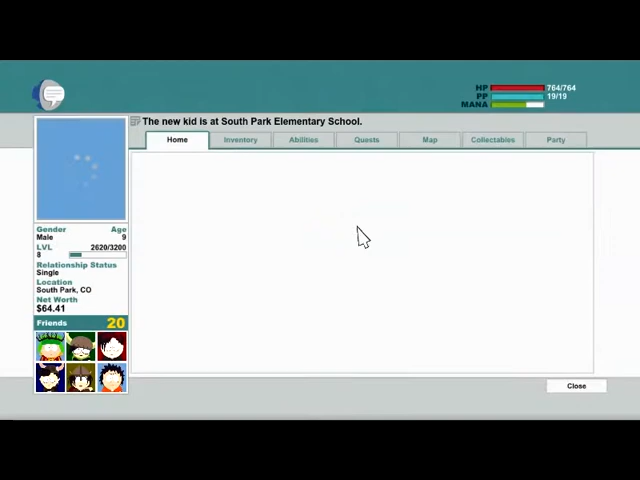 HP 764/764
PP 19/19
MANA
The new kid is at South Park Elementary School.
Home Inventory Abilities Quests Map Collectables Party
Gender Age
Male 9
LVL 2620/3200
8
Relationship Status
Single
Location
South Park, CO
Net Worth
$64.41
Friends 20
Close